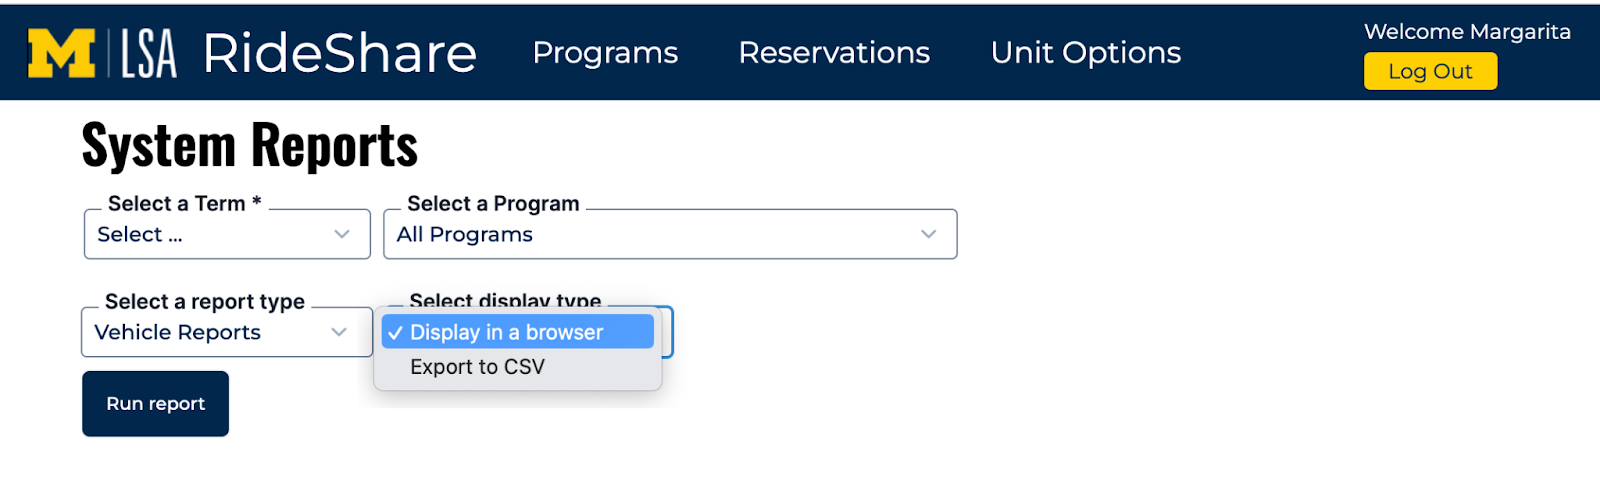 M LSA RideShare Programs Reservations Unit Options
Welcome Margarita
Log Out
System Reports
Select a Term * Select a Program
Select ... All Programs
Select a report type Select display type
Vehicle Reports ✓ Display in a browser
Export to CSV
Run report